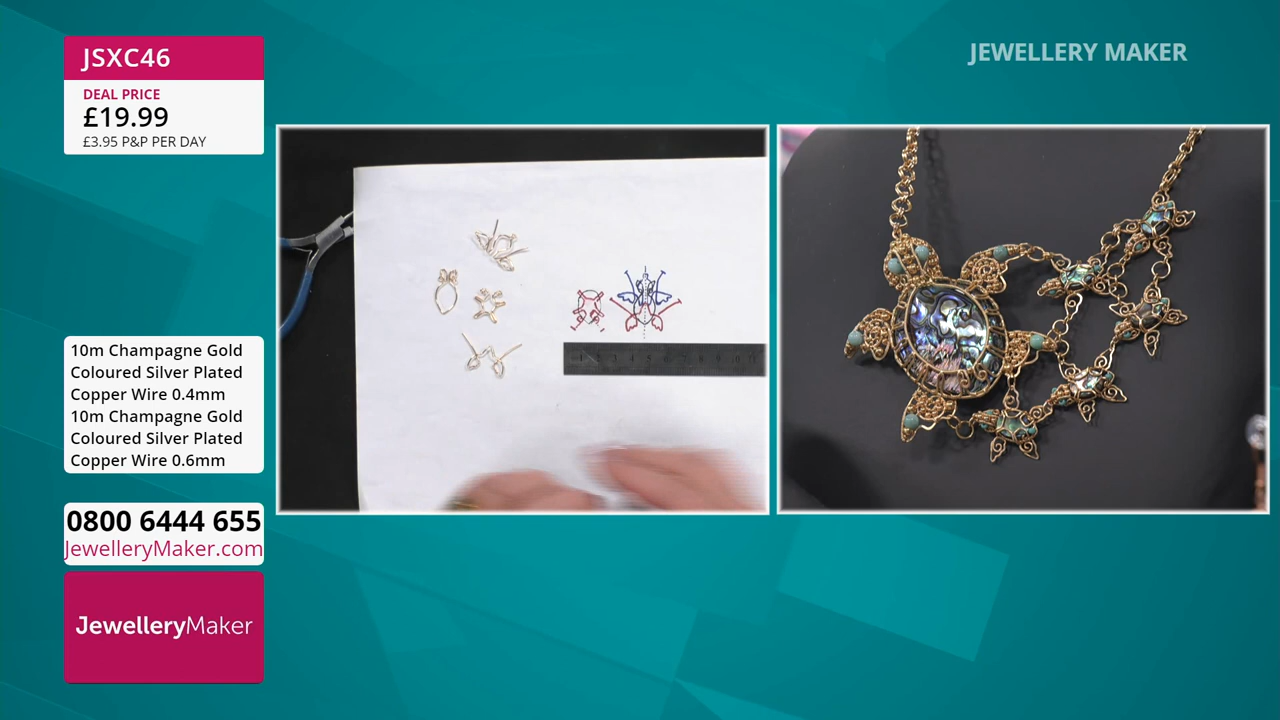 JSXC46
DEAL PRICE
£19.99
£3.95 P&P PER DAY
JEWELLERY MAKER
10m Champagne Gold
Coloured Silver Plated
Copper Wire 0.4mm
10m Champagne Gold
Coloured Silver Plated
Copper Wire 0.6mm
0800 6444 655
JewelleryMaker.com
JewelleryMaker